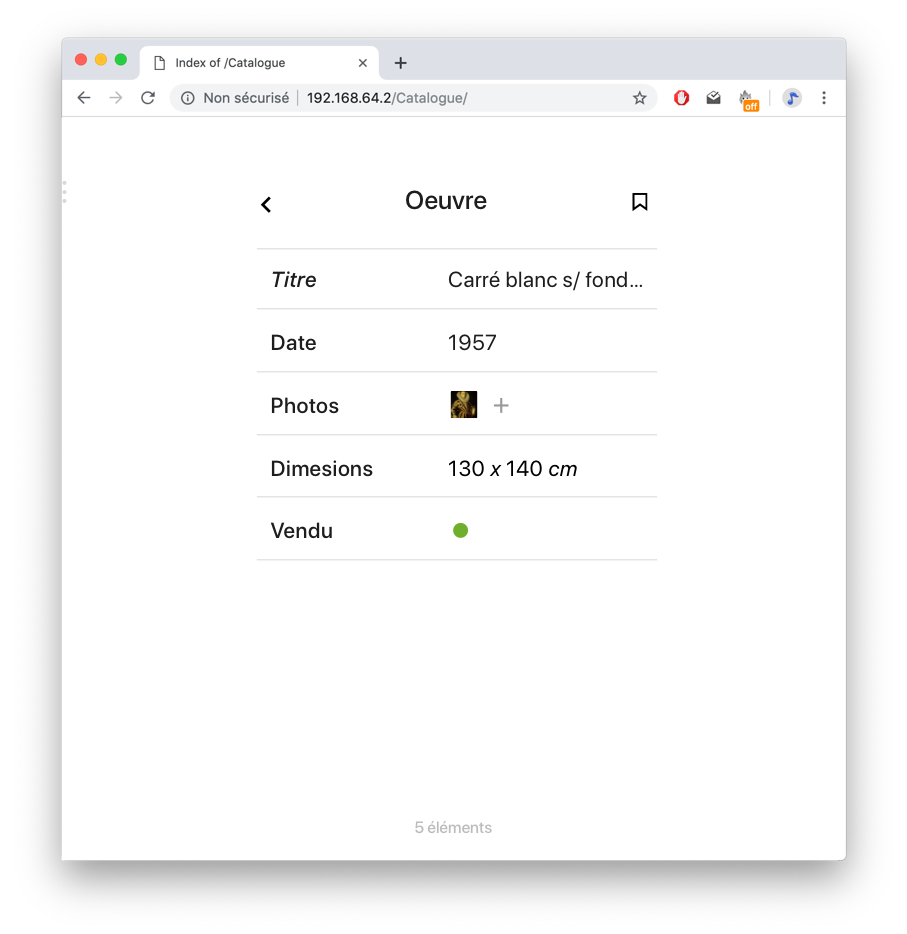 Index of /Catalogue
Non sécurisé | 192.168.64.2/Catalogue/
off
Oeuvre
Titre Carré blanc s/ fond...
Date 1957
Photos +
Dimesions 130 x 140 cm
Vendu
5 éléments